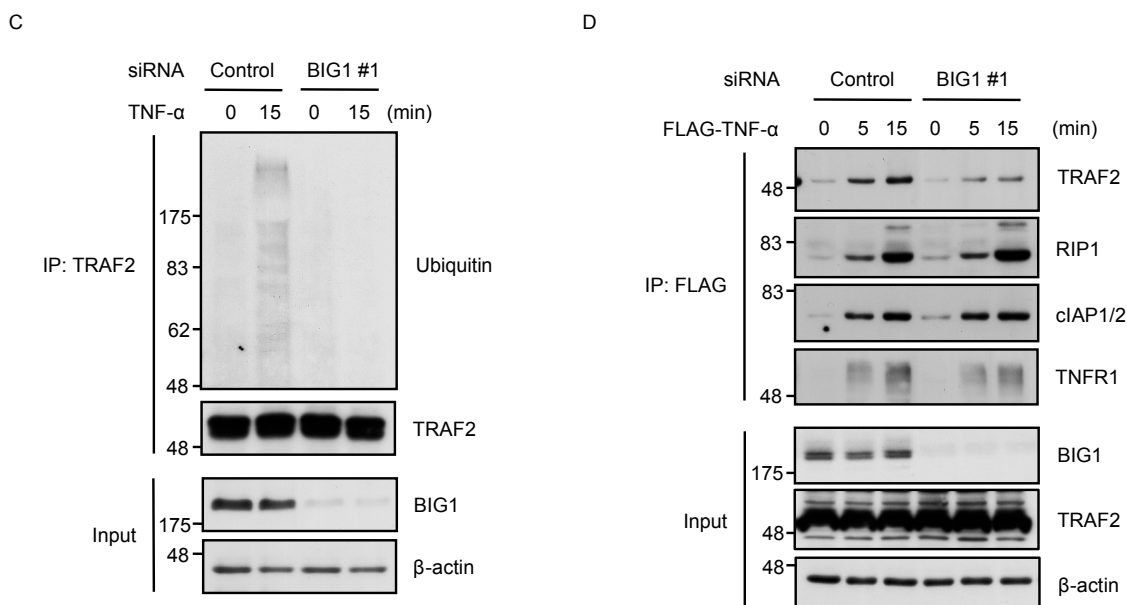 C
siRNA Control BIG1 #1
TNF-α 0 15 0 15 (min)
175
83
62
48
IP: TRAF2
Ubiquitin
48
TRAF2
Input
175
BIG1
48
β-actin
D
siRNA Control BIG1 #1
FLAG-TNF-α 0 5 15 0 5 15 (min)
48
TRAF2
83
RIP1
IP: FLAG
83
cIAP1/2
48
TNFR1
175
BIG1
Input
48
TRAF2
48
β-actin